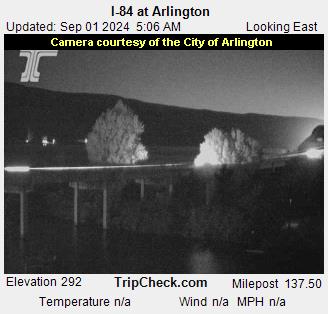 I-84 at Arlington
Updated: Sep 01 2024 5:06 AM Looking East
Camera courtesy of the City of Arlington
Elevation 292 TripCheck.com Milepost 137.50
Temperature n/a Wind n/a MPH n/a